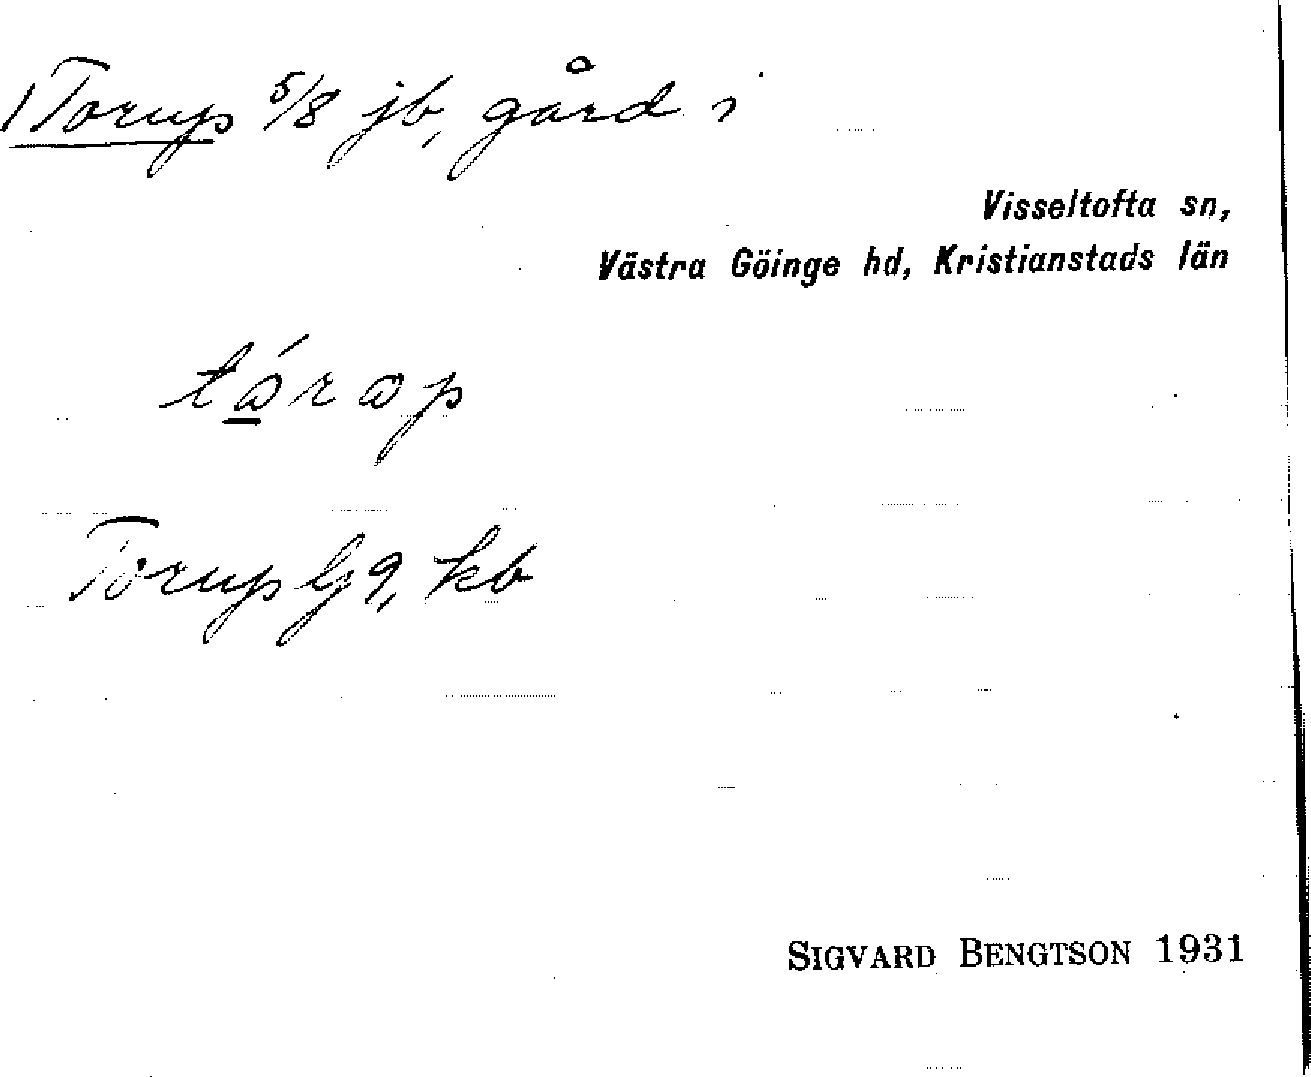 1 Torup 5/8 jb, gård i
Visseltofta sn,
Västra Göinge hd, Kristianstads län
Torup lg 9, kb
SIGVARD BENGTSON 1931